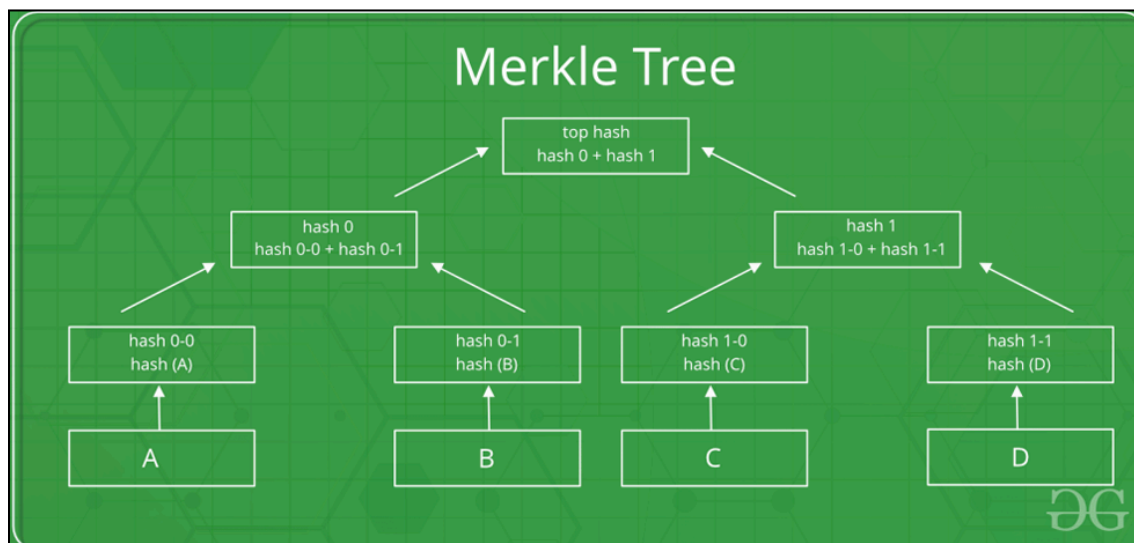 Merkle Tree
top hash
hash 0 + hash 1
hash 0
hash 0-0 + hash 0-1
hash 1
hash 1-0 + hash 1-1
hash 0-0
hash (A)
hash 0-1
hash (B)
hash 1-0
hash (C)
hash 1-1
hash (D)
A
B
C
D